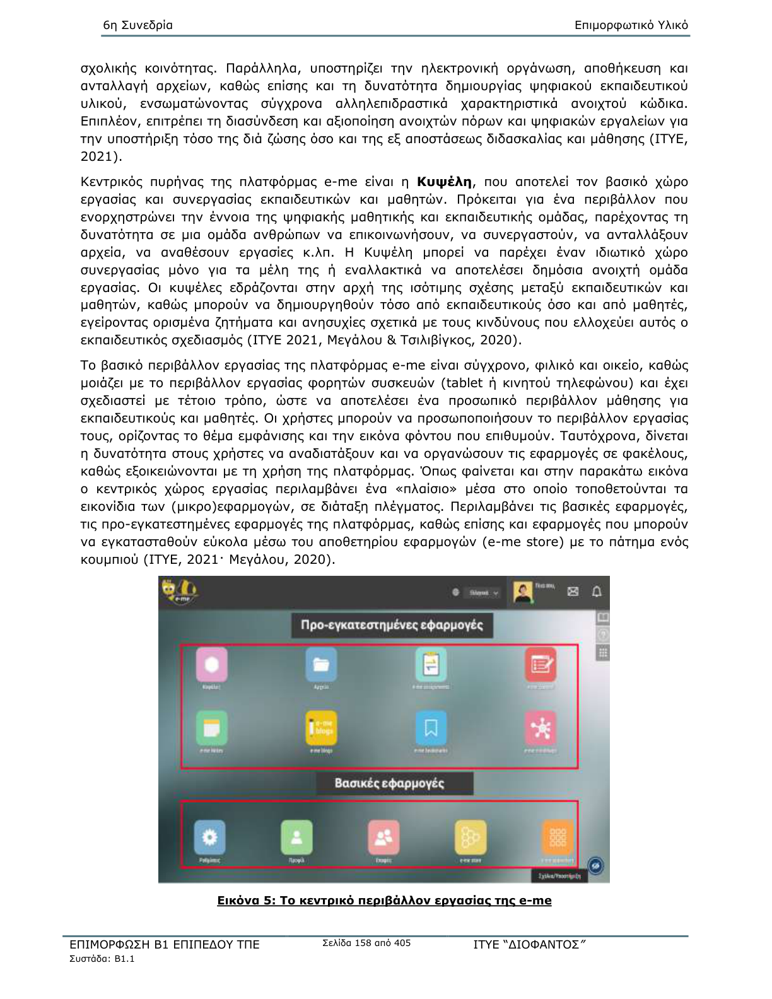 6η Συνεδρία
Επιμορφωτικό Υλικό
σχολικής κοινότητας. Παράλληλα, υποστηρίζει την ηλεκτρονική οργάνωση, αποθήκευση και
ανταλλαγή αρχείων, καθώς επίσης και τη δυνατότητα δημιουργίας ψηφιακού εκπαιδευτικού
υλικού, ενσωματώνοντας σύγχρονα αλληλεπιδραστικά χαρακτηριστικά ανοιχτού κώδικα.
Επιπλέον, επιτρέπει τη διασύνδεση και αξιοποίηση ανοιχτών πόρων και ψηφιακών εργαλείων για
την υποστήριξη τόσο της διά ζώσης όσο και της εξ αποστάσεως διδασκαλίας και μάθησης (ΙΤΥΕ,
2021).
Κεντρικός πυρήνας της πλατφόρμας e-me είναι η Κυψέλη, που αποτελεί τον βασικό χώρο
εργασίας και συνεργασίας εκπαιδευτικών και μαθητών. Πρόκειται για ένα περιβάλλον που
ενορχηστρώνει την έννοια της ψηφιακής μαθητικής και εκπαιδευτικής ομάδας, παρέχοντας τη
δυνατότητα σε μια ομάδα ανθρώπων να επικοινωνήσουν, να συνεργαστούν, να ανταλλάξουν
αρχεία, να αναθέσουν εργασίες κ.λπ. Η Κυψέλη μπορεί να παρέχει έναν ιδιωτικό χώρο
συνεργασίας μόνο για τα μέλη της ή εναλλακτικά να αποτελέσει δημόσια ανοιχτή ομάδα
εργασίας. Οι κυψέλες εδράζονται στην αρχή της ισότιμης σχέσης μεταξύ εκπαιδευτικών και
μαθητών, καθώς μπορούν να δημιουργηθούν τόσο από εκπαιδευτικούς όσο και από μαθητές,
εγείροντας ορισμένα ζητήματα και ανησυχίες σχετικά με τους κινδύνους που ελλοχεύει αυτός ο
εκπαιδευτικός σχεδιασμός (ΙΤΥΕ 2021, Μεγάλου & Τσιλιβίγκος, 2020).
Το βασικό περιβάλλον εργασίας της πλατφόρμας e-me είναι σύγχρονο, φιλικό και οικείο, καθώς
μοιάζει με το περιβάλλον εργασίας φορητών συσκευών (tablet ή κινητού τηλεφώνου) και έχει
σχεδιαστεί με τέτοιο τρόπο, ώστε να αποτελέσει ένα προσωπικό περιβάλλον μάθησης για
εκπαιδευτικούς και μαθητές. Οι χρήστες μπορούν να προσωποποιήσουν το περιβάλλον εργασίας
τους, ορίζοντας το θέμα εμφάνισης και την εικόνα φόντου που επιθυμούν. Ταυτόχρονα, δίνεται
η δυνατότητα στους χρήστες να αναδιατάξουν και να οργανώσουν τις εφαρμογές σε φακέλους,
καθώς εξοικειώνονται με τη χρήση της πλατφόρμας. Όπως φαίνεται και στην παρακάτω εικόνα
ο κεντρικός χώρος εργασίας περιλαμβάνει ένα «πλαίσιο» μέσα στο οποίο τοποθετούνται τα
εικονίδια των (μικρο)εφαρμογών, σε διάταξη πλέγματος. Περιλαμβάνει τις βασικές εφαρμογές,
τις προ-εγκατεστημένες εφαρμογές της πλατφόρμας, καθώς επίσης και εφαρμογές που μπορούν
να εγκατασταθούν εύκολα μέσω του αποθετηρίου εφαρμογών (e-me store) με το πάτημα ενός
κουμπιού (ΙΤΥΕ, 2021· Μεγάλου, 2020).
e-me
Ελληνικά
Γεια σου,
Προ-εγκατεστημένες εφαρμογές
Κυψέλες
Αρχεία
e-me assignments
e-me content
e-me blogs
e-me Notes
e-me blogs
e-me bookmarks
Βασικές εφαρμογές
Ρυθμίσεις
Προφίλ
Επαφές
e-me store
Σχόλια/Υποστήριξη
Εικόνα 5: Το κεντρικό περιβάλλον εργασίας της e-me
ΕΠΙΜΟΡΦΩΣΗ Β1 ΕΠΙΠΕΔΟΥ ΤΠΕ
Σελίδα 158 από 405
ΙΤΥΕ “ΔΙΟΦΑΝΤΟΣ”
Συστάδα: Β1.1